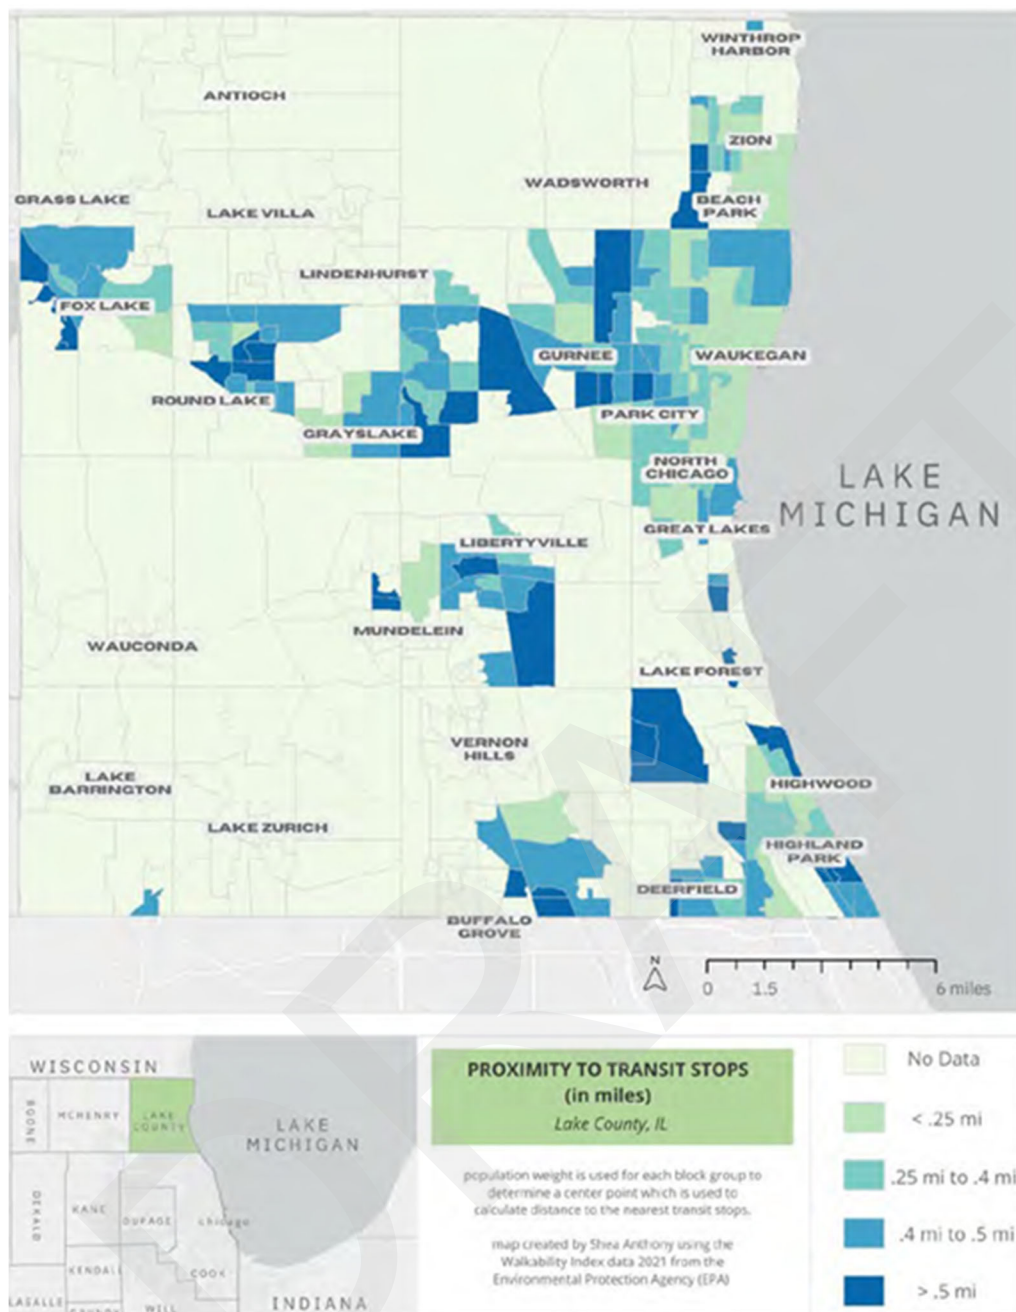 WINTHROP
HARBOR
ANTIOCH
ZION
WADSWORTH
GRASS LAKE
BEACH
PARK
LAKE VILLA
LINDENHURST
FOX LAKE
GURNEE
WAUKEGAN
ROUND LAKE
PARK CITY
GRAYSLAKE
NORTH
CHICAGO
LAKE
MICHIGAN
GREAT LAKES
LIBERTYVILLE
MUNDELEIN
WAUCONDA
LAKE FOREST
VERNON
HILLS
LAKE
BARRINGTON
HIGHWOOD
LAKE ZURICH
HIGHLAND
PARK
DEERFIELD
BUFFALO
GROVE
N
0 1.5 6 miles
WISCONSIN
BOONE
MCHENRY
LAKE
COUNTY
LAKE
MICHIGAN
DEKALB
KANE
DUPAGE
Chicago
KENDALL
COOK
LASALLE
WILL
INDIANA
PROXIMITY TO TRANSIT STOPS
(in miles)
Lake County, IL
population weight is used for each block group to
determine a center point which is used to
calculate distance to the nearest transit stops.
map created by Shea Anthony using the
Walkability Index data 2021 from the
Environmental Protection Agency (EPA)
No Data
< .25 mi
.25 mi to .4 mi
.4 mi to .5 mi
> .5 mi
DRAFT